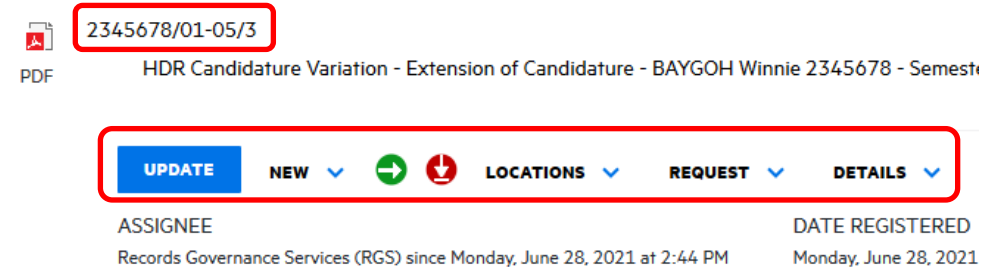 2345678/01-05/3
PDF
HDR Candidature Variation - Extension of Candidature - BAYGOH Winnie 2345678 -
UPDATE NEW LOCATIONS REQUEST DETAILS
ASSIGNEE DATE REGISTERED
Records Governance Services (RGS) since Monday, June 28, 2021 at 2:44 PM Monday, June 28, 2021